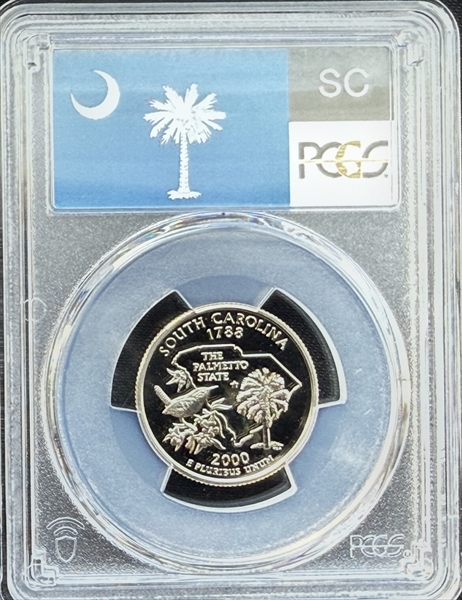 SC
PCGS
SOUTH CAROLINA
1788
THE
PALMETTO
STATE
2000
E PLURIBUS UNUM
PCGS